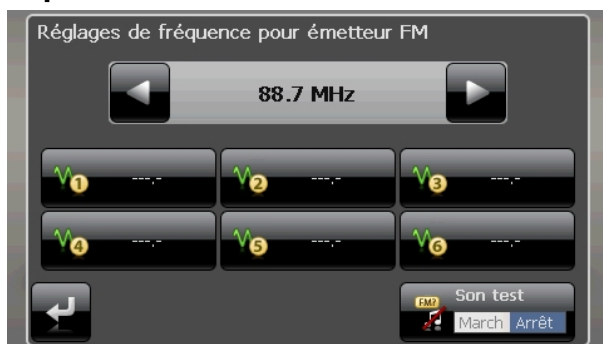 Réglages de fréquence pour émetteur FM
88.7 MHz
1 ---.-
2 ---.-
3 ---.-
4 ---.-
5 ---.-
6 ---.-
FM? Son test
March Arrêt